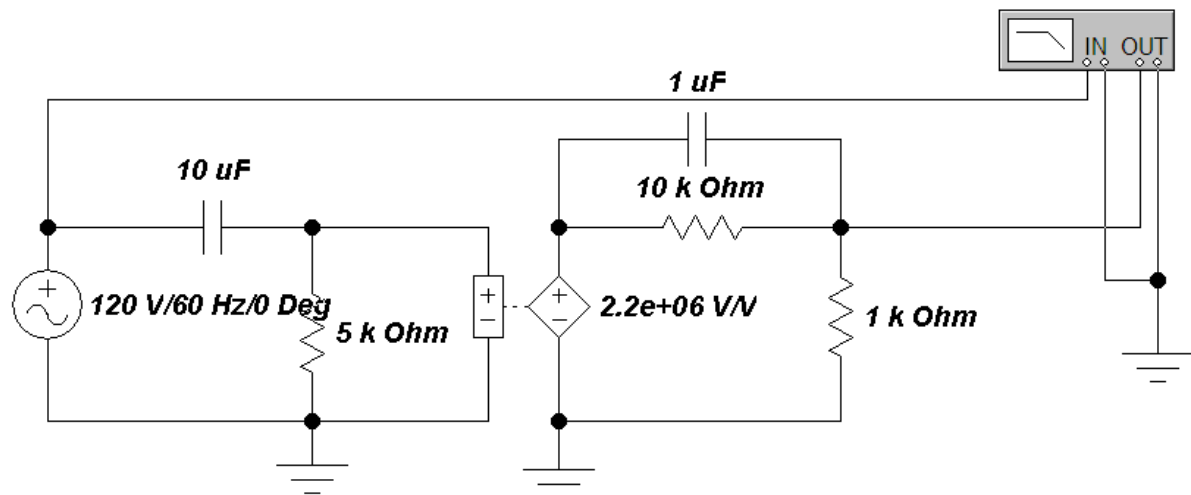 IN OUT
1 uF
10 uF
10 k Ohm
120 V/60 Hz/0 Deg
2.2e+06 V/V
1 k Ohm
5 k Ohm